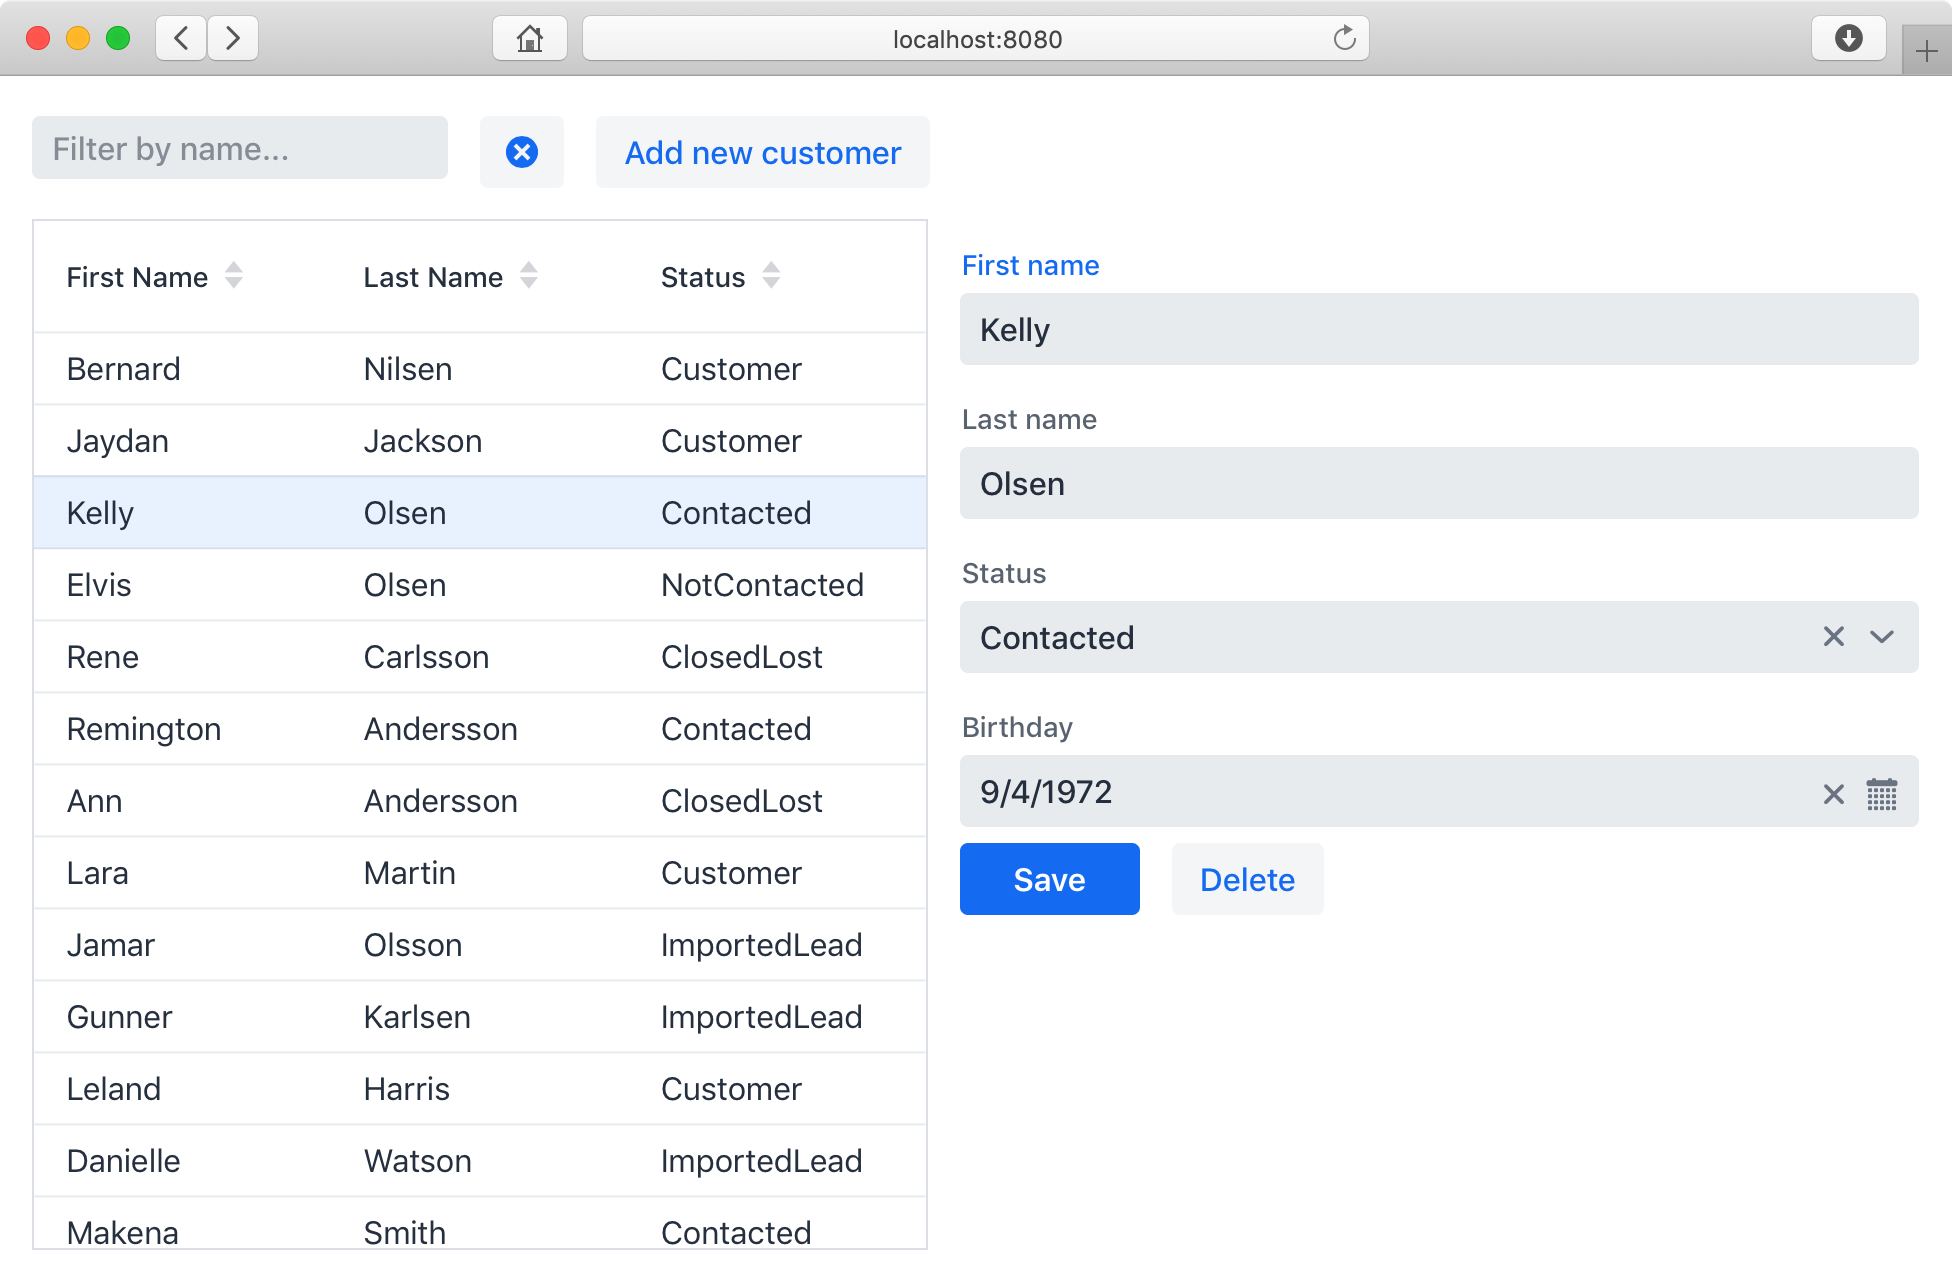 localhost:8080
Filter by name...
Add new customer
First Name Last Name Status
Bernard Nilsen Customer
Jaydan Jackson Customer
Kelly Olsen Contacted
Elvis Olsen NotContacted
Rene Carlsson ClosedLost
Remington Andersson Contacted
Ann Andersson ClosedLost
Lara Martin Customer
Jamar Olsson ImportedLead
Gunner Karlsen ImportedLead
Leland Harris Customer
Danielle Watson ImportedLead
Makena Smith Contacted
First name
Kelly
Last name
Olsen
Status
Contacted
Birthday
9/4/1972
Save Delete